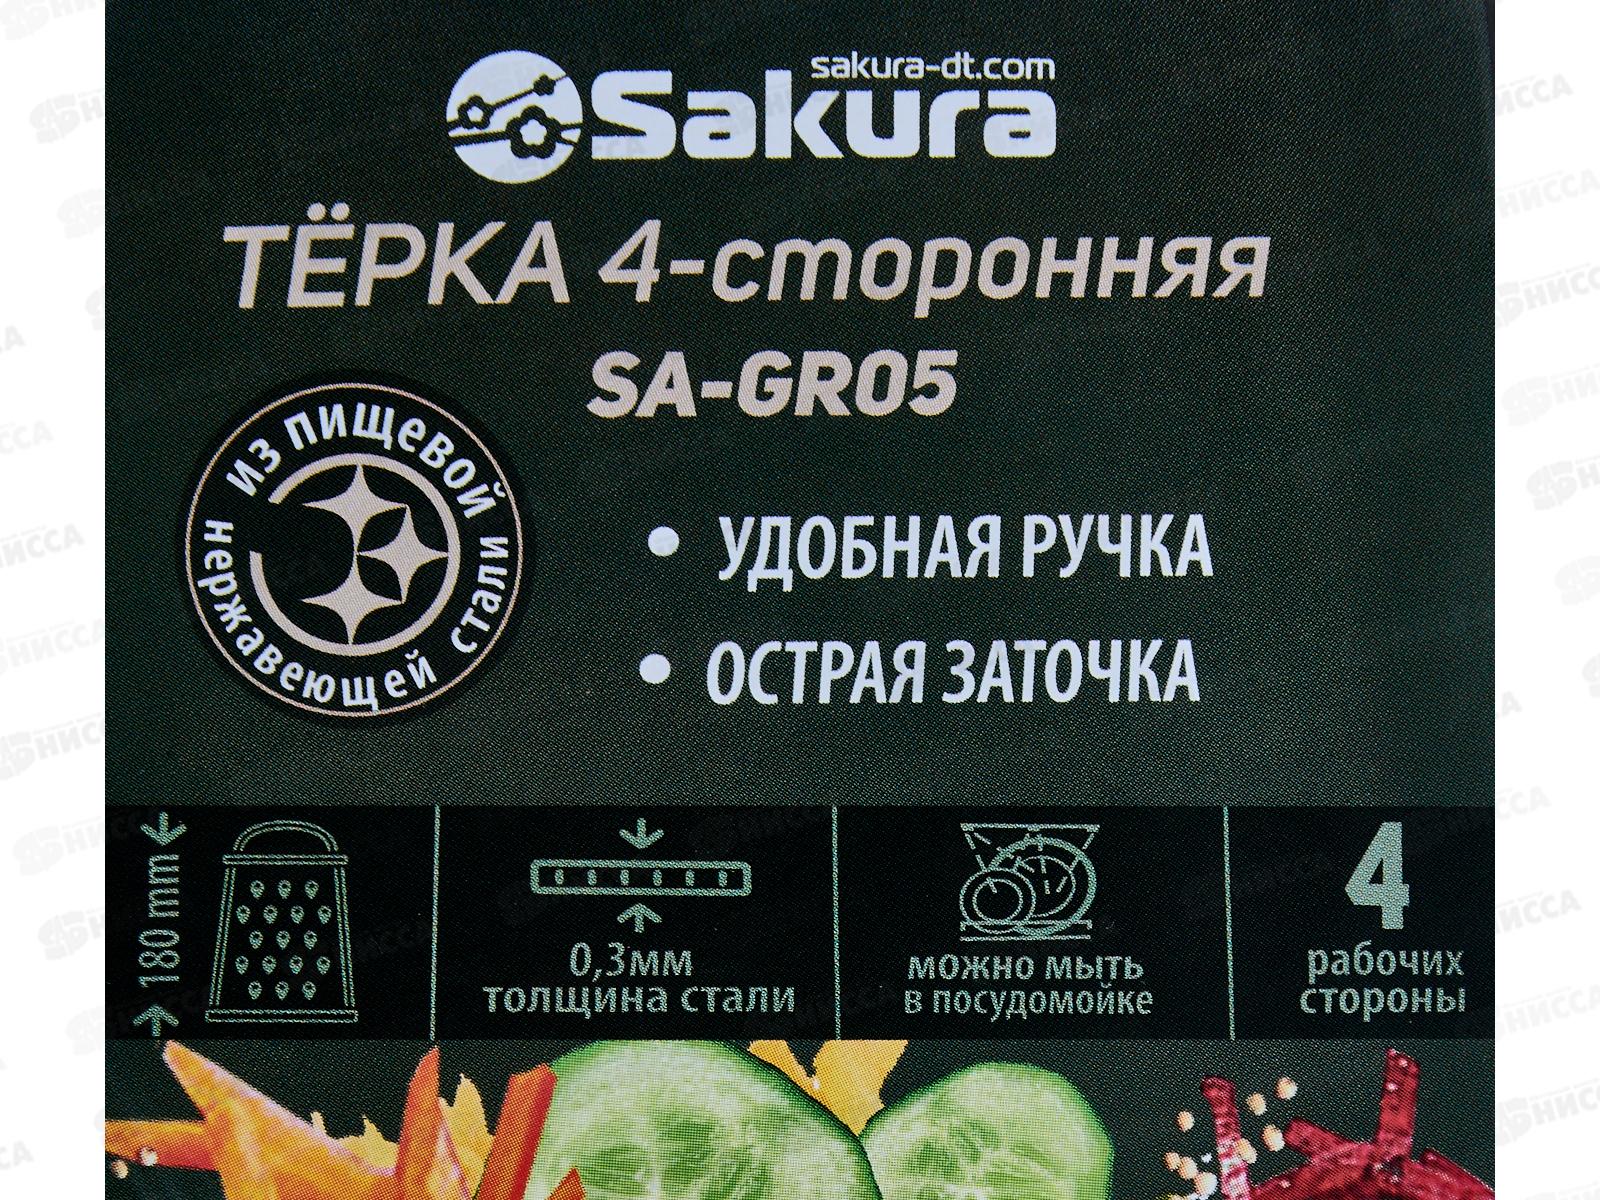 sakura-dt.com
Sakura
ТЁРКА 4-сторонняя
SA-GR05
из пищевой
нержавеющей стали
• УДОБНАЯ РУЧКА
• ОСТРАЯ ЗАТОЧКА
180 mm
0,3мм
толщина стали
можно мыть
в посудомойке
4
рабочих
стороны
НИССА